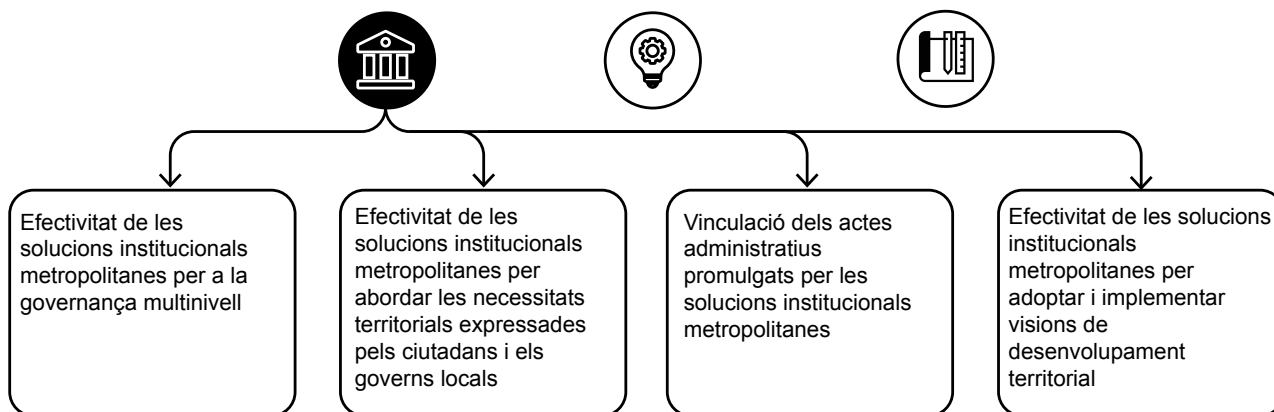 Efectivitat de les
solucions institucionals
metropolitanes per a la
governança multinivell
Efectivitat de les
solucions institucionals
metropolitanes per
abordar les necessitats
territorials expressades
pels ciutadans i els
governs locals
Vinculació dels actes
administratius
promulgats per les
solucions institucionals
metropolitanes
Efectivitat de les solucions
institucionals
metropolitanes per
adoptar i implementar
visions de
desenvolupament
territorial